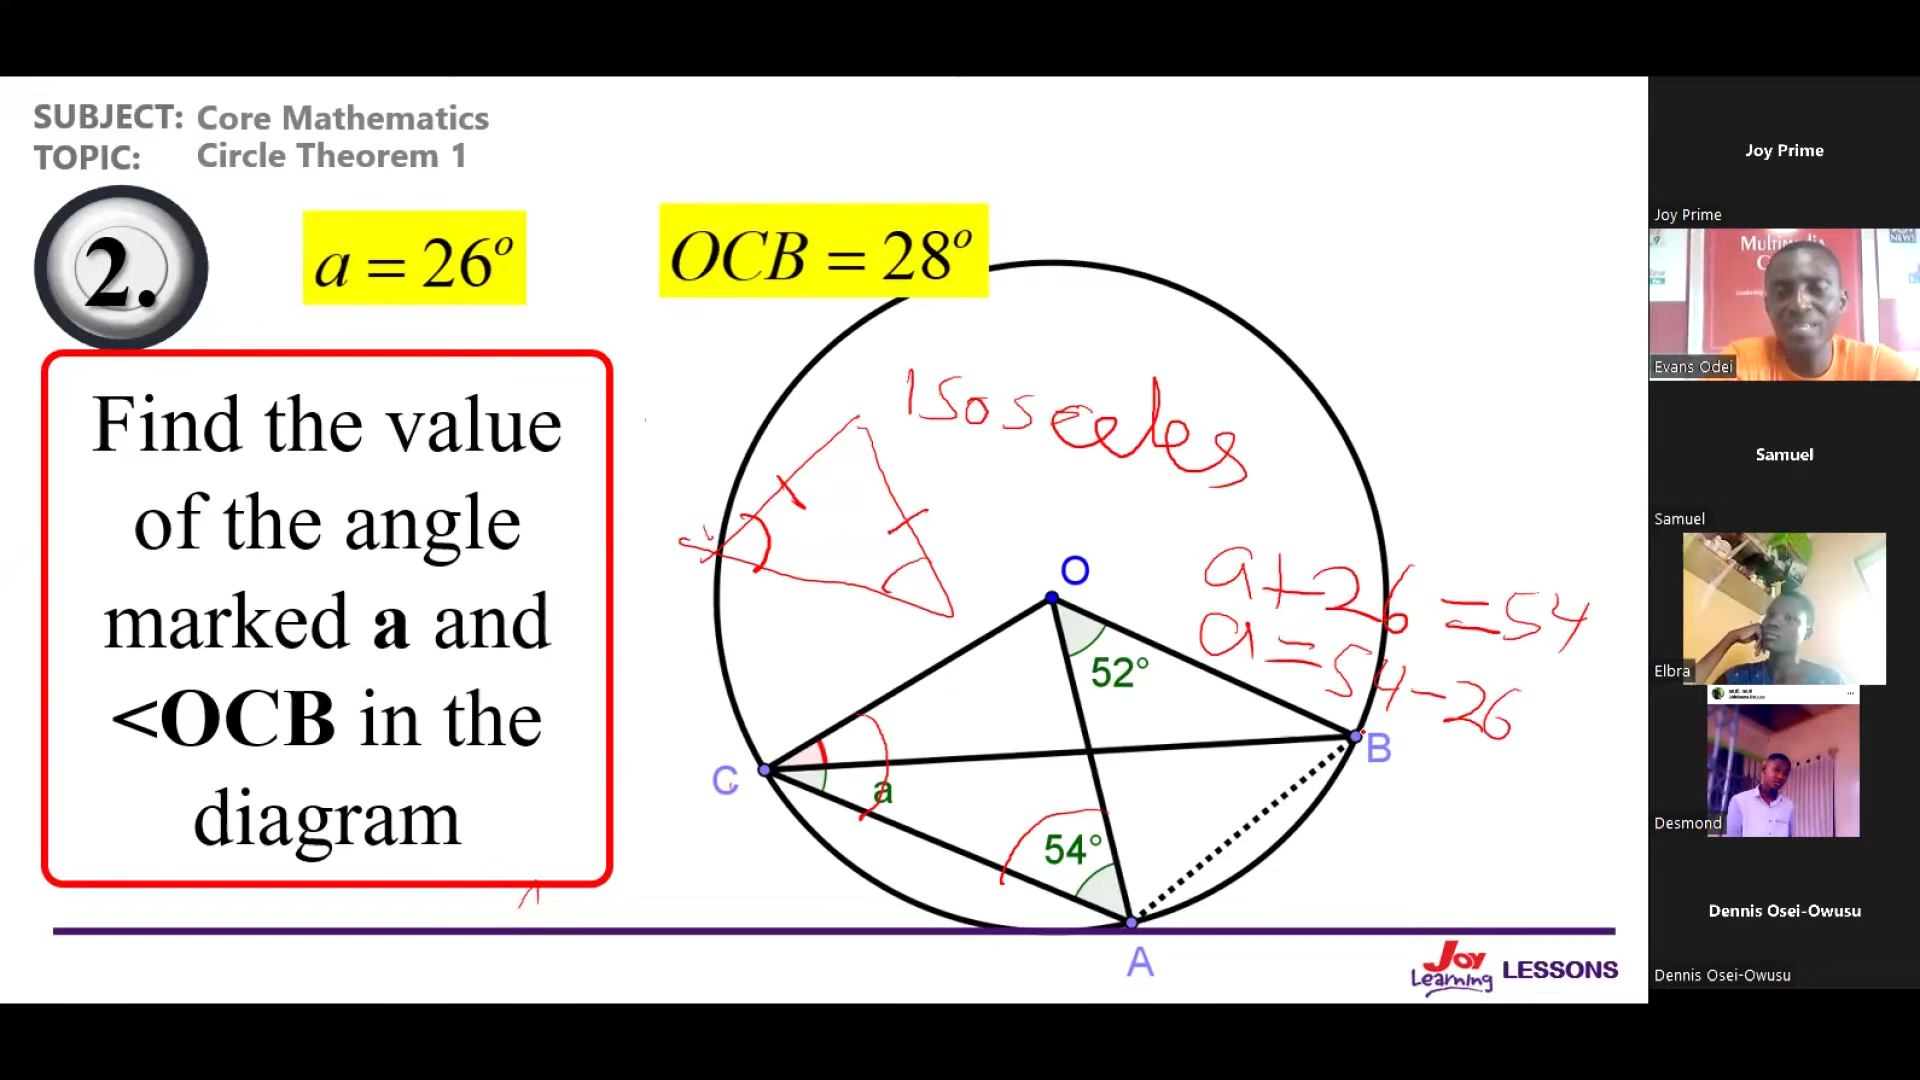 SUBJECT: Core Mathematics
TOPIC: Circle Theorem 1
2.
a = 26°
OCB = 28°
Find the value
of the angle
marked a and
<OCB in the
diagram
Isosceles
O
52°
a+26 = 54
a = 54-26
C
a
B
54°
A
Joy
Learning
LESSONS
Joy Prime
Joy Prime
Evans Odei
Samuel
Samuel
Elbra
Desmond
Dennis Osei-Owusu
Dennis Osei-Owusu